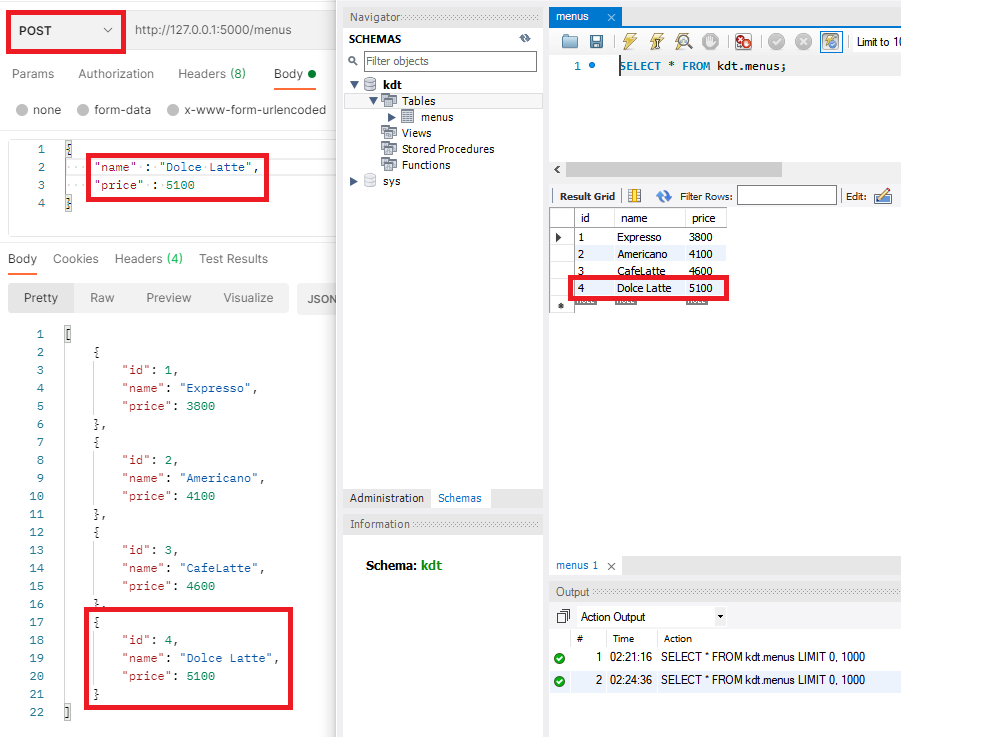 POST
http://127.0.0.1:5000/menus
Params Authorization Headers (8) Body
none form-data x-www-form-urlencoded
1 {
2 "name" : "Dolce Latte",
3 "price" : 5100
4 }
Body Cookies Headers (4) Test Results
Pretty Raw Preview Visualize JSON
1 [
2 {
3 "id": 1,
4 "name": "Expresso",
5 "price": 3800
6 },
7 {
8 "id": 2,
9 "name": "Americano",
10 "price": 4100
11 },
12 {
13 "id": 3,
14 "name": "CafeLatte",
15 "price": 4600
16 },
17 {
18 "id": 4,
19 "name": "Dolce Latte",
20 "price": 5100
21 }
22 ]
Navigator
SCHEMAS
Filter objects
kdt
Tables
menus
Views
Stored Procedures
Functions
sys
Administration Schemas
Information
Schema: kdt
menus
Limit to 10
1 SELECT * FROM kdt.menus;
Result Grid Filter Rows: Edit:
id name price
1 Expresso 3800
2 Americano 4100
3 CafeLatte 4600
4 Dolce Latte 5100
menus 1
Output
Action Output
# Time Action
1 02:21:16 SELECT * FROM kdt.menus LIMIT 0, 1000
2 02:24:36 SELECT * FROM kdt.menus LIMIT 0, 1000